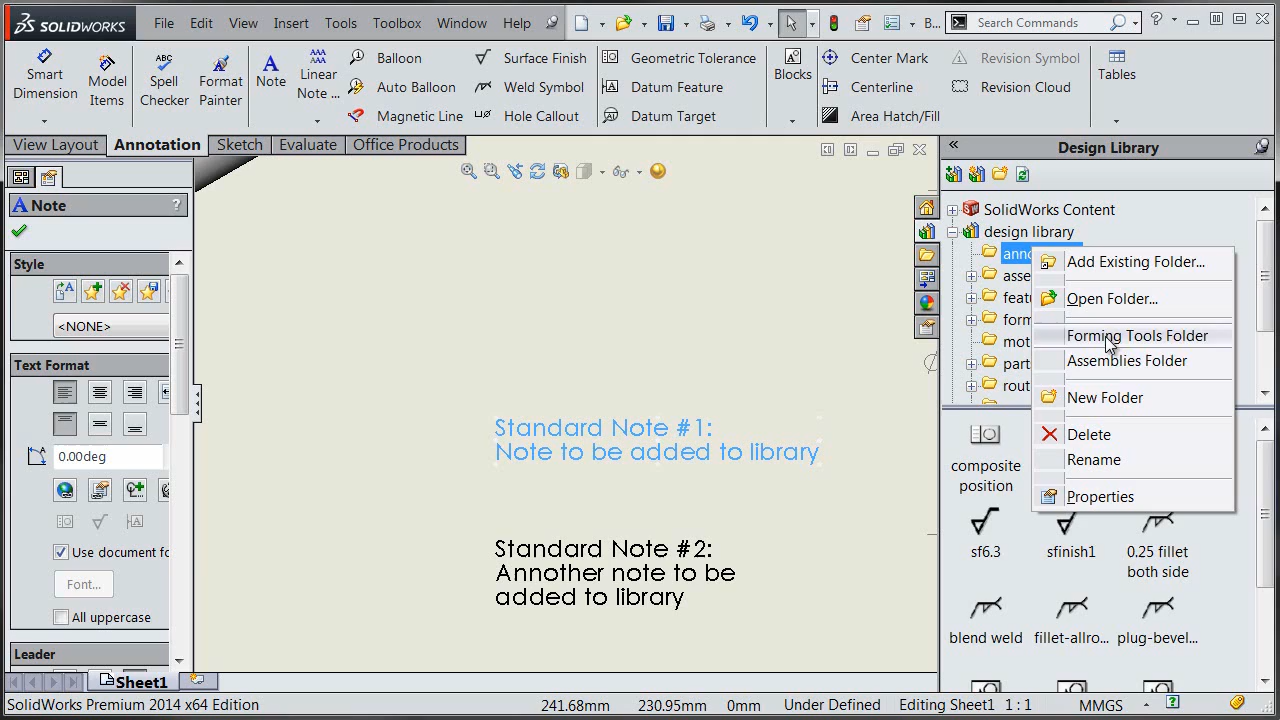 SOLIDWORKS
File Edit View Insert Tools Toolbox Window Help
B...
Search Commands
Smart Dimension
Model Items
Spell Checker
Format Painter
Note
Linear Note ...
Balloon
Auto Balloon
Magnetic Line
Surface Finish
Weld Symbol
Hole Callout
Geometric Tolerance
Datum Feature
Datum Target
Blocks
Center Mark
Centerline
Area Hatch/Fill
Revision Symbol
Revision Cloud
Tables
View Layout Annotation Sketch Evaluate Office Products
Design Library
Note
?
Style
<NONE>
Text Format
0.00deg
Use document fo
Font...
All uppercase
Leader
Standard Note #1:
Note to be added to library
Standard Note #2:
Annother note to be
added to library
SolidWorks Content
design library
anno
asse
featu
form
mot
part
rout
Add Existing Folder...
Open Folder...
Forming Tools Folder
Assemblies Folder
New Folder
Delete
Rename
Properties
composite position
sf6.3
sfinish1
0.25 fillet both side
blend weld
fillet-allro...
plug-bevel...
Sheet1
SolidWorks Premium 2014 x64 Edition
241.68mm 230.95mm 0mm Under Defined Editing Sheet1 1 : 1 MMGS